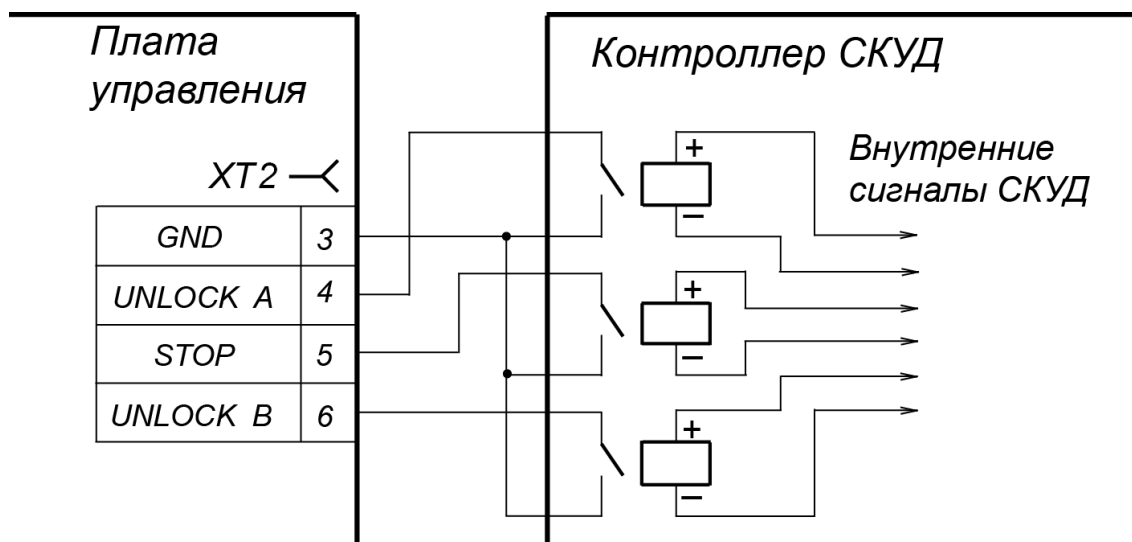 Плата
управления
Контроллер СКУД
XT2
GND 3
UNLOCK A 4
STOP 5
UNLOCK B 6
+
−
+
−
+
−
Внутренние
сигналы СКУД